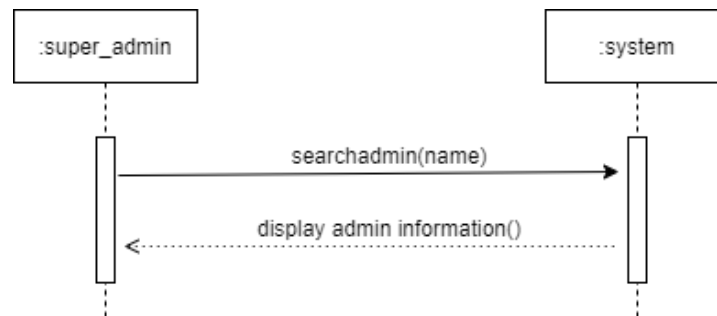 :super_admin
:system
searchadmin(name)
display admin information()